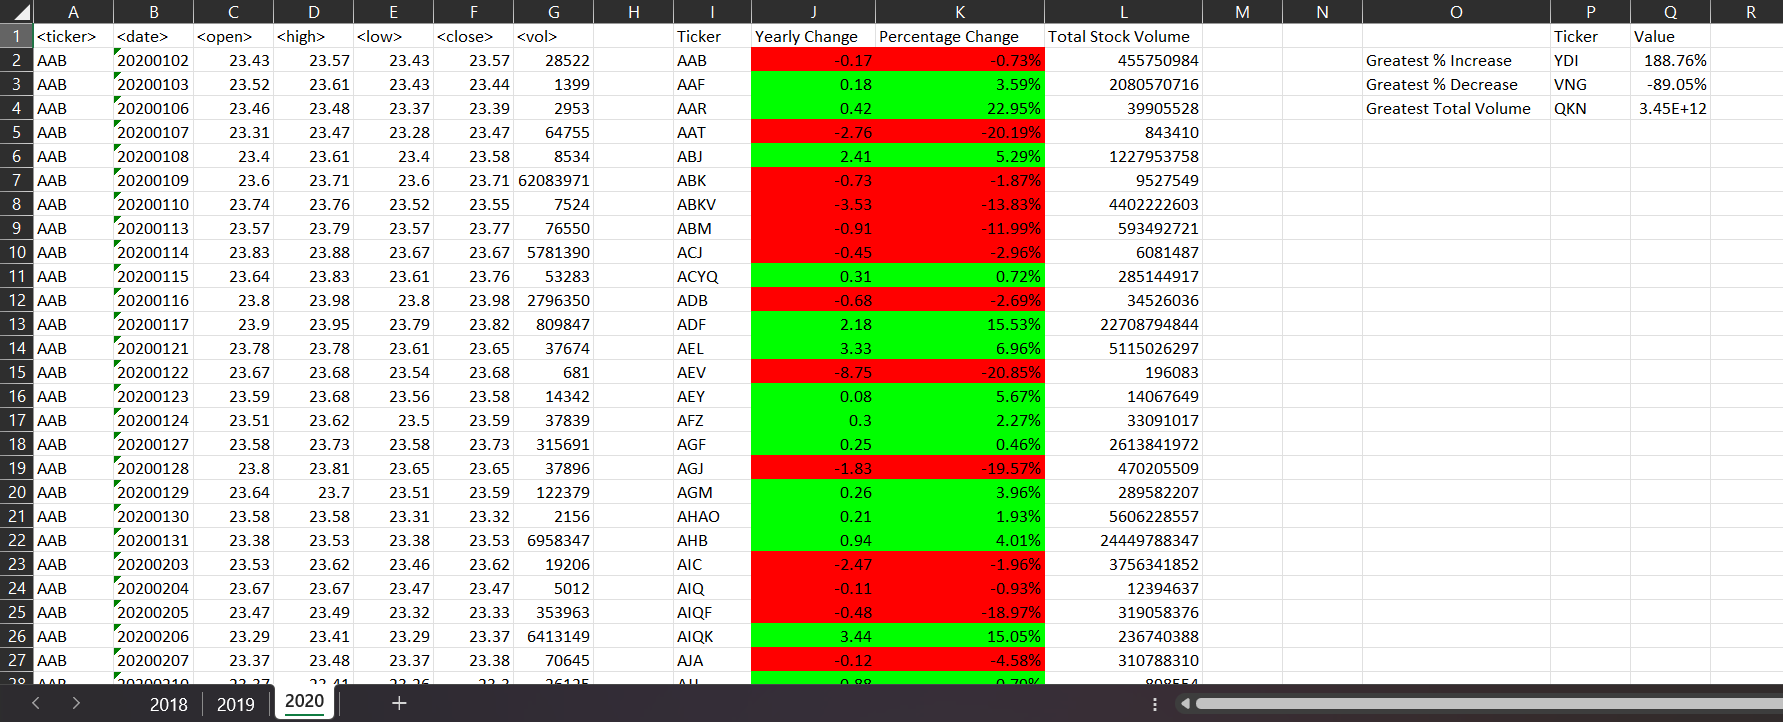 A B C D E F G H I J K L M N O P Q R
1 <ticker> <date> <open> <high> <low> <close> <vol> Ticker Yearly Change Percentage Change Total Stock Volume Ticker Value
2 AAB 20200102 23.43 23.57 23.43 23.57 28522 AAB -0.17 -0.73% 455750984 Greatest % Increase YDI 188.76%
3 AAB 20200103 23.52 23.61 23.43 23.44 1399 AAF 0.18 3.59% 2080570716 Greatest % Decrease VNG -89.05%
4 AAB 20200106 23.46 23.48 23.37 23.39 2953 AAR 0.42 22.95% 39905528 Greatest Total Volume QKN 3.45E+12
5 AAB 20200107 23.31 23.47 23.28 23.47 64755 AAT -2.76 -20.19% 843410
6 AAB 20200108 23.4 23.61 23.4 23.58 8534 ABJ 2.41 5.29% 1227953758
7 AAB 20200109 23.6 23.71 23.6 23.71 62083971 ABK -0.73 -1.87% 9527549
8 AAB 20200110 23.74 23.76 23.52 23.55 7524 ABKV -3.53 -13.83% 4402222603
9 AAB 20200113 23.57 23.79 23.57 23.77 76550 ABM -0.91 -11.99% 593492721
10 AAB 20200114 23.83 23.88 23.67 23.67 5781390 ACJ -0.45 -2.96% 6081487
11 AAB 20200115 23.64 23.83 23.61 23.76 53283 ACYQ 0.31 0.72% 285144917
12 AAB 20200116 23.8 23.98 23.8 23.98 2796350 ADB -0.68 -2.69% 34526036
13 AAB 20200117 23.9 23.95 23.79 23.82 809847 ADF 2.18 15.53% 22708794844
14 AAB 20200121 23.78 23.78 23.61 23.65 37674 AEL 3.33 6.96% 5115026297
15 AAB 20200122 23.67 23.68 23.54 23.68 681 AEV -8.75 -20.85% 196083
16 AAB 20200123 23.59 23.68 23.56 23.58 14342 AEY 0.08 5.67% 14067649
17 AAB 20200124 23.51 23.62 23.5 23.59 37839 AFZ 0.3 2.27% 33091017
18 AAB 20200127 23.58 23.73 23.58 23.73 315691 AGF 0.25 0.46% 2613841972
19 AAB 20200128 23.8 23.81 23.65 23.65 37896 AGJ -1.83 -19.57% 470205509
20 AAB 20200129 23.64 23.7 23.51 23.59 122379 AGM 0.26 3.96% 289582207
21 AAB 20200130 23.58 23.58 23.31 23.32 2156 AHAO 0.21 1.93% 5606228557
22 AAB 20200131 23.38 23.53 23.38 23.53 6958347 AHB 0.94 4.01% 24449788347
23 AAB 20200203 23.53 23.62 23.46 23.62 19206 AIC -2.47 -1.96% 3756341852
24 AAB 20200204 23.67 23.67 23.47 23.47 5012 AIQ -0.11 -0.93% 12394637
25 AAB 20200205 23.47 23.49 23.32 23.33 353963 AIQF -0.48 -18.97% 319058376
26 AAB 20200206 23.29 23.41 23.29 23.37 6413149 AIQK 3.44 15.05% 236740388
27 AAB 20200207 23.37 23.48 23.37 23.38 70645 AJA -0.12 -4.58% 310788310
28 AAB 20200210
2018 2019 2020